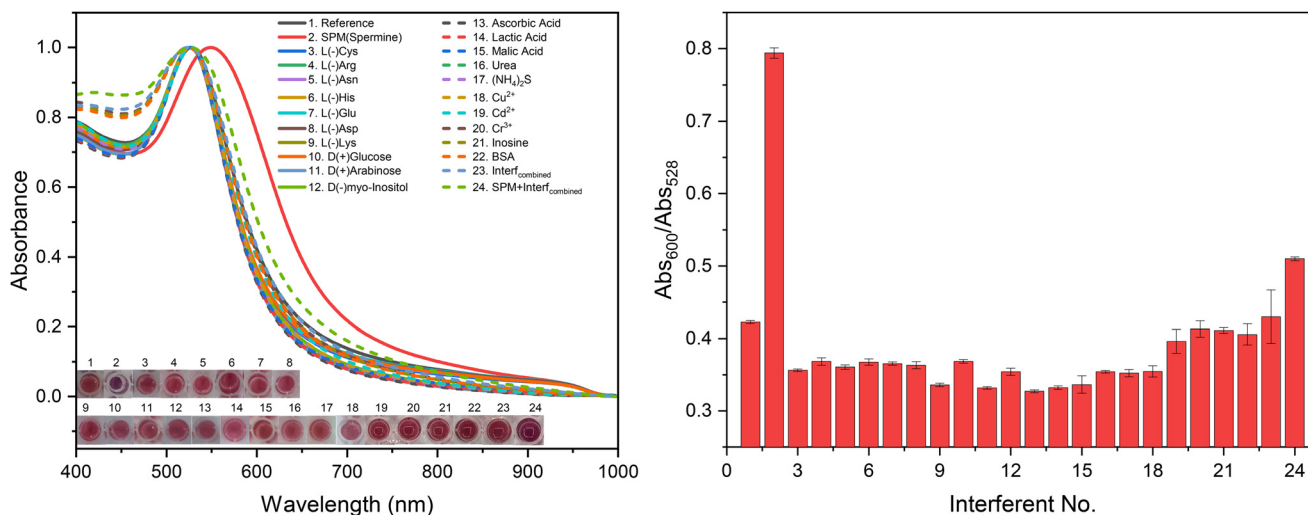 1. Reference
2. SPM(Spermine)
3. L(-)Cys
4. L(-)Arg
5. L(-)Asn
6. L(-)His
7. L(-)Glu
8. L(-)Asp
9. L(-)Lys
10. D(+)Glucose
11. D(+)Arabinose
12. D(-)myo-Inositol
13. Ascorbic Acid
14. Lactic Acid
15. Malic Acid
16. Urea
17. (NH₄)₂S
18. Cu²⁺
19. Cd²⁺
20. Cr³⁺
21. Inosine
22. BSA
23. Interf_combined
24. SPM+Interf_combined
Absorbance
1.0
0.8
0.6
0.4
0.2
0.0
1 2 3 4 5 6 7 8
9 10 11 12 13 14 15 16 17 18 19 20 21 22 23 24
400 500 600 700 800 900 1000
Wavelength (nm)
Abs₆₀₀/Abs₅₂₈
0.8
0.7
0.6
0.5
0.4
0.3
0 3 6 9 12 15 18 21 24
Interferent No.